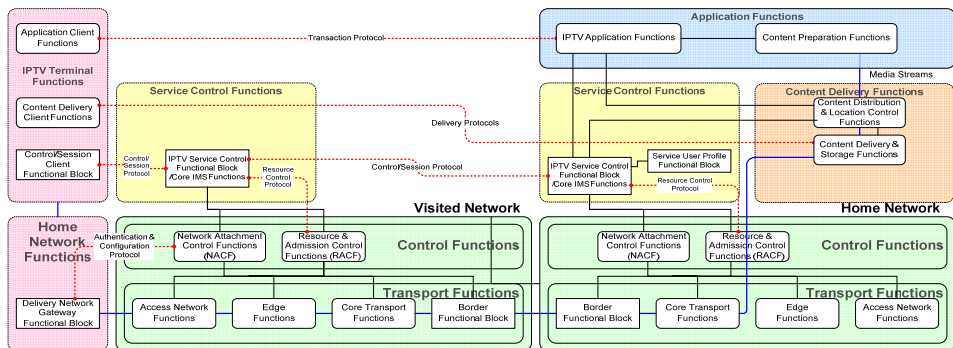 Application Functions
Application Client
Functions
Transaction Protocol
IPTV Application Functions
Content Preparation Functions
IPTV Terminal
Functions
Media Streams
Service Control Functions
Service Control Functions
Content Delivery Functions
Content Delivery
Client Functions
Content Distribution
& Location Control
Functions
Delivery Protocols
Control/Session
Client
Functional Block
Control/
Session
Protocol
IPTV Service Control
Functional Block
/Core IMS Functions
Resource
Control Protocol
Control/Session Protocol
IPTV Service Control
Functional Block
/Core IMS Functions
Service User Profile
Functional Block
Resource Control
Protocol
Content Delivery &
Storage Functions
Visited Network
Home Network
Home
Network
Functions
Authentication &
Configuration
Protocol
Network Attachment
Control Functions
(NACF)
Resource &
Admission Control
Functions (RACF)
Control Functions
Network Attachment
Control Functions
(NACF)
Resource &
Admission Control
Functions (RACF)
Control Functions
Transport Functions
Transport Functions
Delivery Network
Gateway
Functional Block
Access Network
Functions
Edge
Functions
Core Transport
Functions
Border
Functional Block
Border
Functional Block
Core Transport
Functions
Edge
Functions
Access Network
Functions